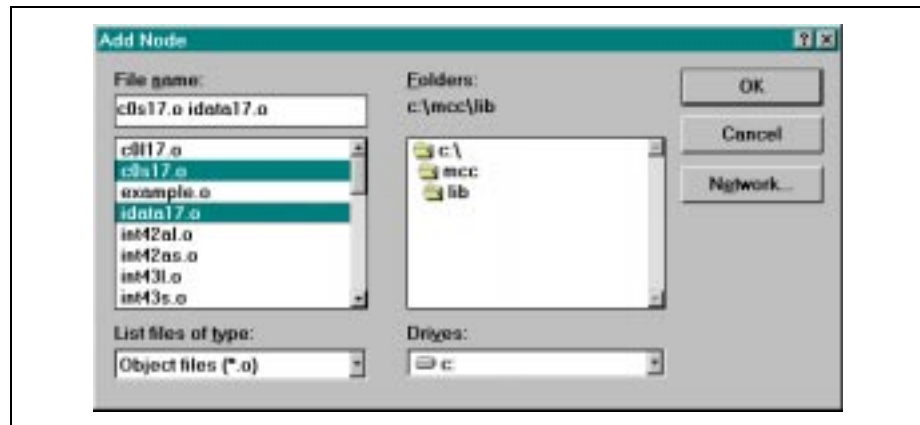 Add Node
File name:
c0s17.o idata17.o
c0l17.o
c0s17.o
example.o
idata17.o
int42al.o
int42as.o
int43l.o
int43s.o
List files of type:
Object files (*.o)
Folders:
c:\mcc\lib
c:\
mcc
lib
Drives:
c:
OK
Cancel
Network...